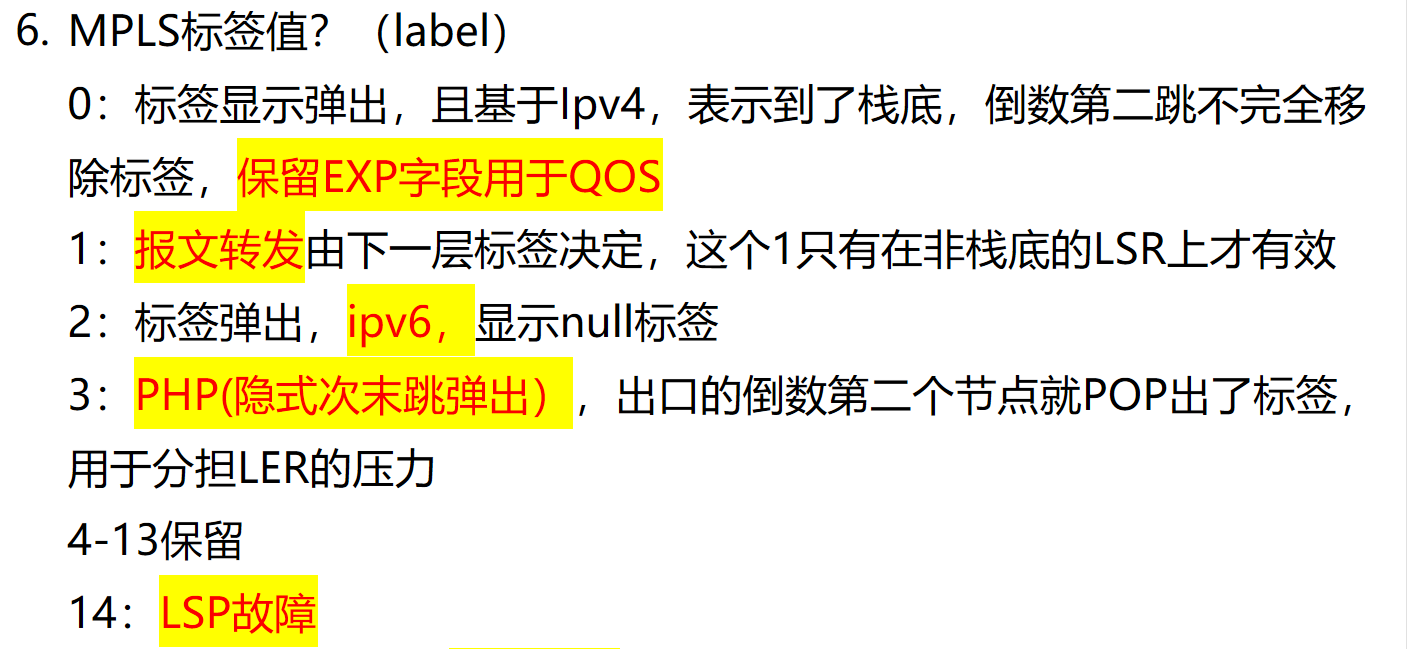 6. MPLS标签值？（label）
0：标签显示弹出，且基于Ipv4，表示到了栈底，倒数第二跳不完全移
除标签，保留EXP字段用于QOS
1：报文转发由下一层标签决定，这个1只有在非栈底的LSR上才有效
2：标签弹出，ipv6，显示null标签
3：PHP(隐式次末跳弹出），出口的倒数第二个节点就POP出了标签，
用于分担LER的压力
4-13保留
14：LSP故障